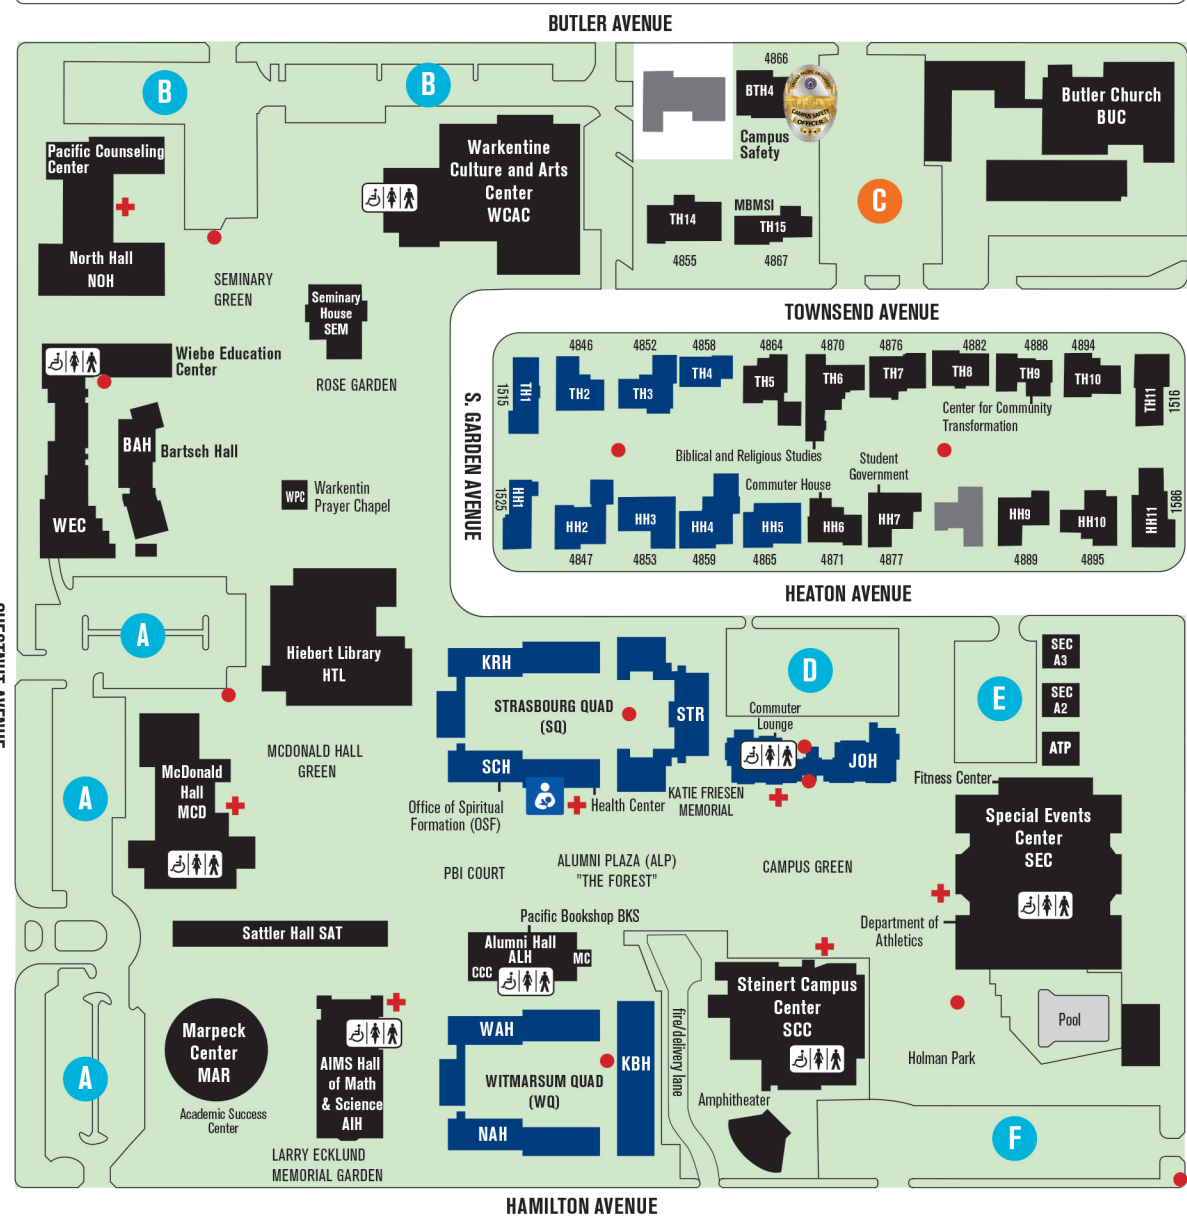 BUTLER AVENUE
B
B
4866
BTH4
CAMPUS SAFETY
OFFICER
Campus
Safety
Butler Church
BUC
Pacific Counseling
Center
North Hall
NOH
Warkentine
Culture and Arts
Center
WCAC
C
TH14
4855
MBMSI
TH15
4867
SEMINARY
GREEN
Seminary
House
SEM
ROSE GARDEN
Wiebe Education
Center
BAH
Bartsch Hall
WEC
WPC
Warkentin
Prayer Chapel
TOWNSEND AVENUE
S. GARDEN AVENUE
4846
4852
4858
4864
4870
4876
4882
4888
4894
1515
TH1
TH2
TH3
TH4
TH5
TH6
TH7
TH8
TH9
TH10
TH11
1516
Center for Community
Transformation
Biblical and Religious Studies
Student
Government
Commuter House
1525
HH1
HH2
HH3
HH4
HH5
HH6
HH7
HH9
HH10
HH11
1586
4847
4853
4859
4865
4871
4877
4889
4895
HEATON AVENUE
A
Hiebert Library
HTL
KRH
STRASBOURG QUAD
(SQ)
STR
SCH
D
Commuter
Lounge
JOH
E
SEC
A3
SEC
A2
ATP
Fitness Center
MCDONALD HALL
GREEN
McDonald
Hall
MCD
A
Office of Spiritual
Formation (OSF)
Health Center
KATIE FRIESEN
MEMORIAL
Special Events
Center
SEC
PBI COURT
ALUMNI PLAZA (ALP)
"THE FOREST"
CAMPUS GREEN
Department of
Athletics
Sattler Hall SAT
Pacific Bookshop BKS
Alumni Hall
ALH
CCC
MC
Steinert Campus
Center
SCC
Pool
Holman Park
fire/delivery lane
Marpeck
Center
MAR
Academic Success
Center
A
AIMS Hall
of Math
& Science
AIH
LARRY ECKLUND
MEMORIAL GARDEN
WAH
WITMARSUM QUAD
(WQ)
KBH
NAH
Amphitheater
F
HAMILTON AVENUE